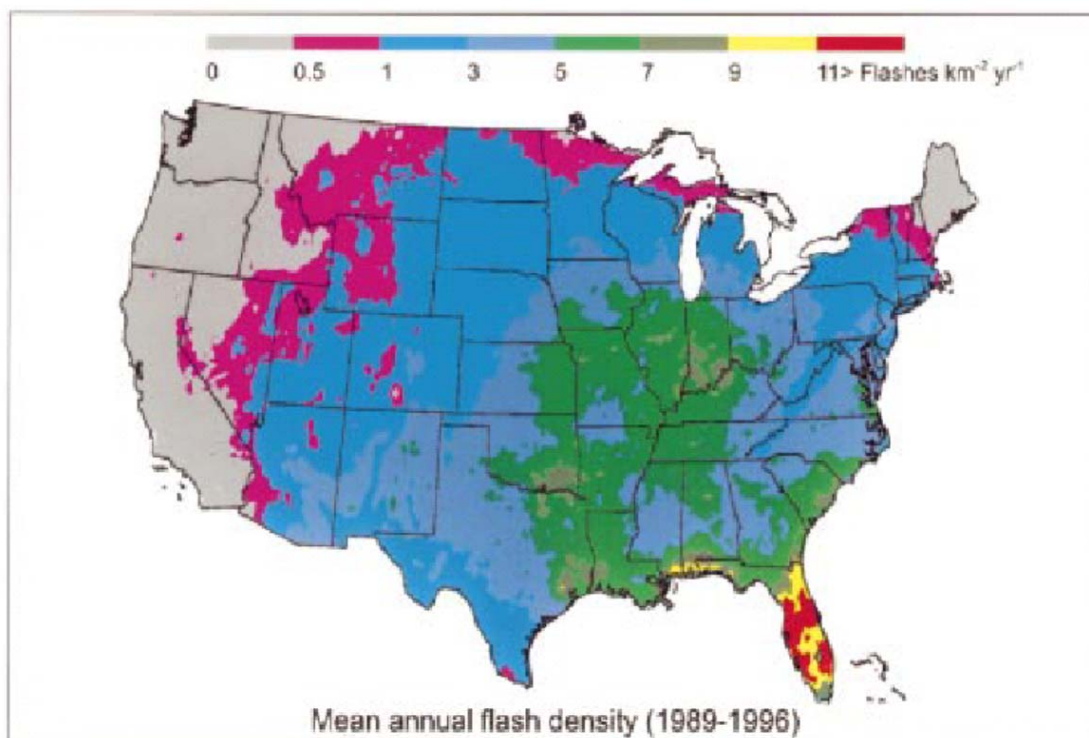 0 0.5 1 3 5 7 9 11> Flashes km⁻² yr⁻¹
Mean annual flash density (1989-1996)